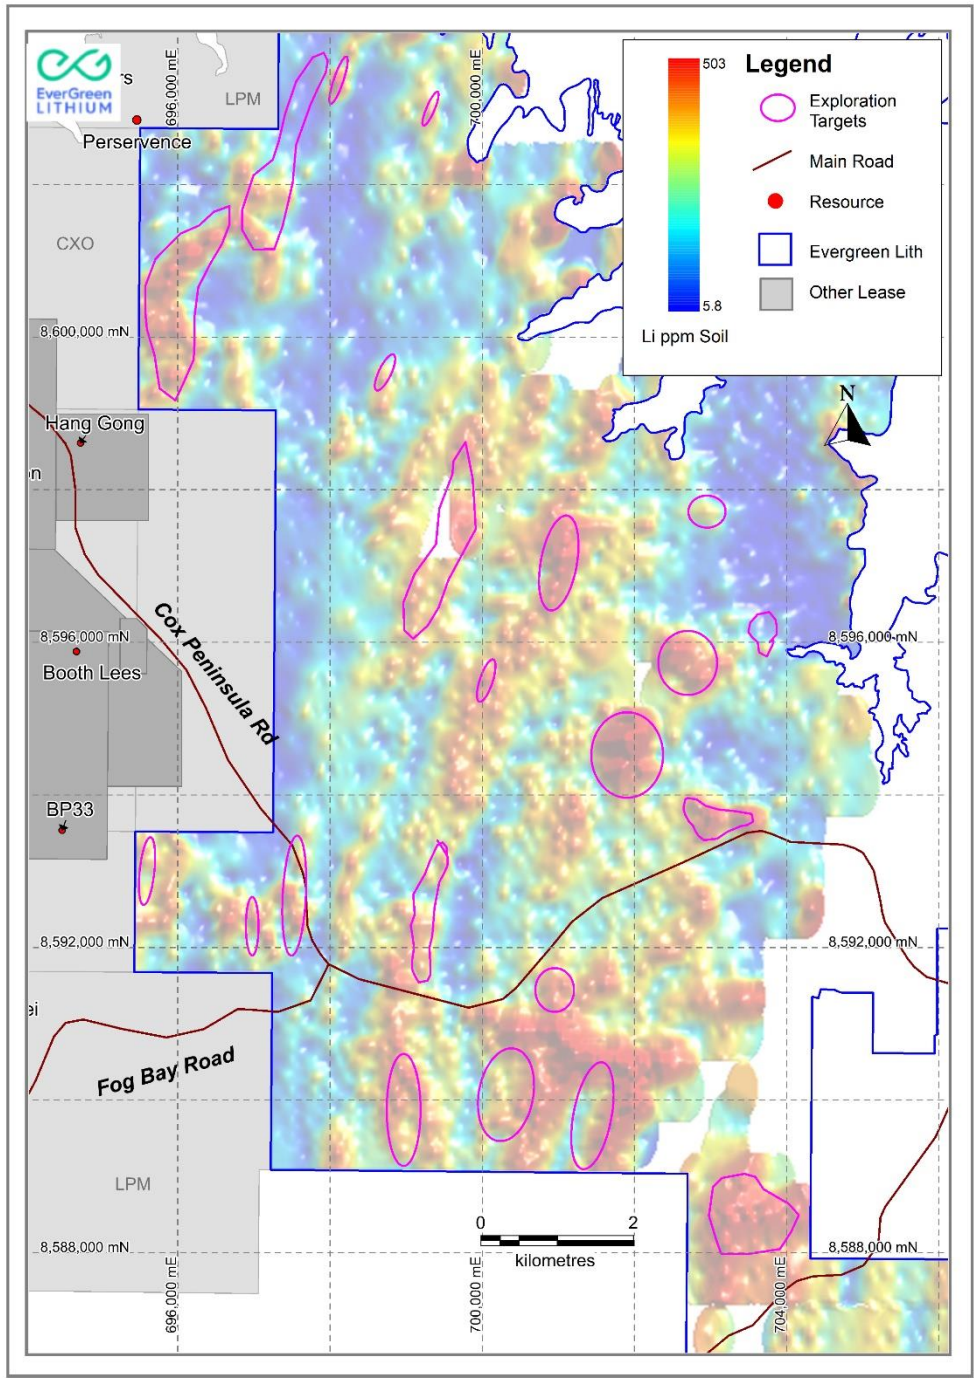 EverGreen
LITHIUM
rs
LPM
696,000 mE
700,000 mE
Perservence
503
Legend
Exploration
Targets
Main Road
Resource
Evergreen Lith
Other Lease
5.8
Li ppm Soil
CXO
8,600,000 mN
N
Hang Gong
on
Cox Peninsula Rd
8,596,000 mN
8,596,000 mN
Booth Lees
BP33
8,592,000 mN
8,592,000 mN
ei
Fog Bay Road
LPM
0 2
kilometres
8,588,000 mN
8,588,000 mN
696,000 mE
700,000 mE
704,000 mE